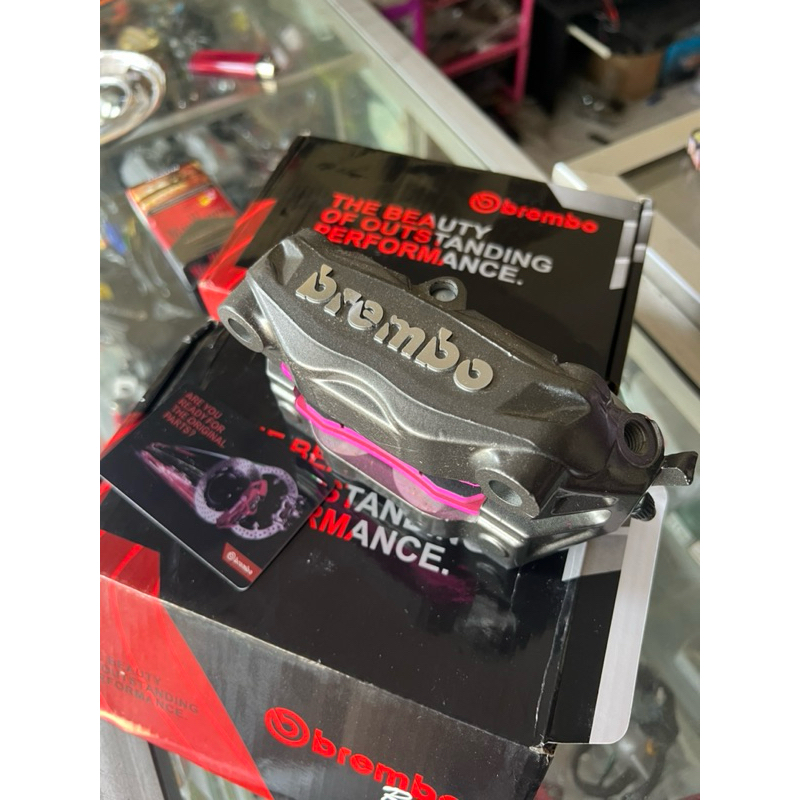 brembo
THE BEAUTY
OF OUTSTANDING
PERFORMANCE.
brembo
ARE YOU
READY FOR
THE ORIGINAL
PARTS?
brembo
STANDING
RMANCE.
BEAUTY
OUTSTANDING
PERFORMANCE.
brembo